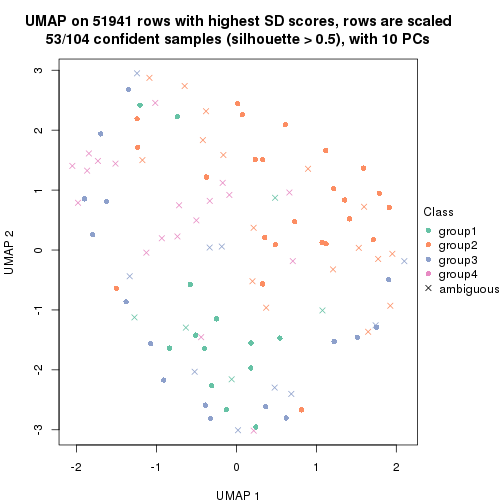 UMAP on 51941 rows with highest SD scores, rows are scaled
53/104 confident samples (silhouette > 0.5), with 10 PCs
3
2
1
0
-1
-2
-3
UMAP 2
-2
-1
0
1
2
UMAP 1
Class
group1
group2
group3
group4
ambiguous